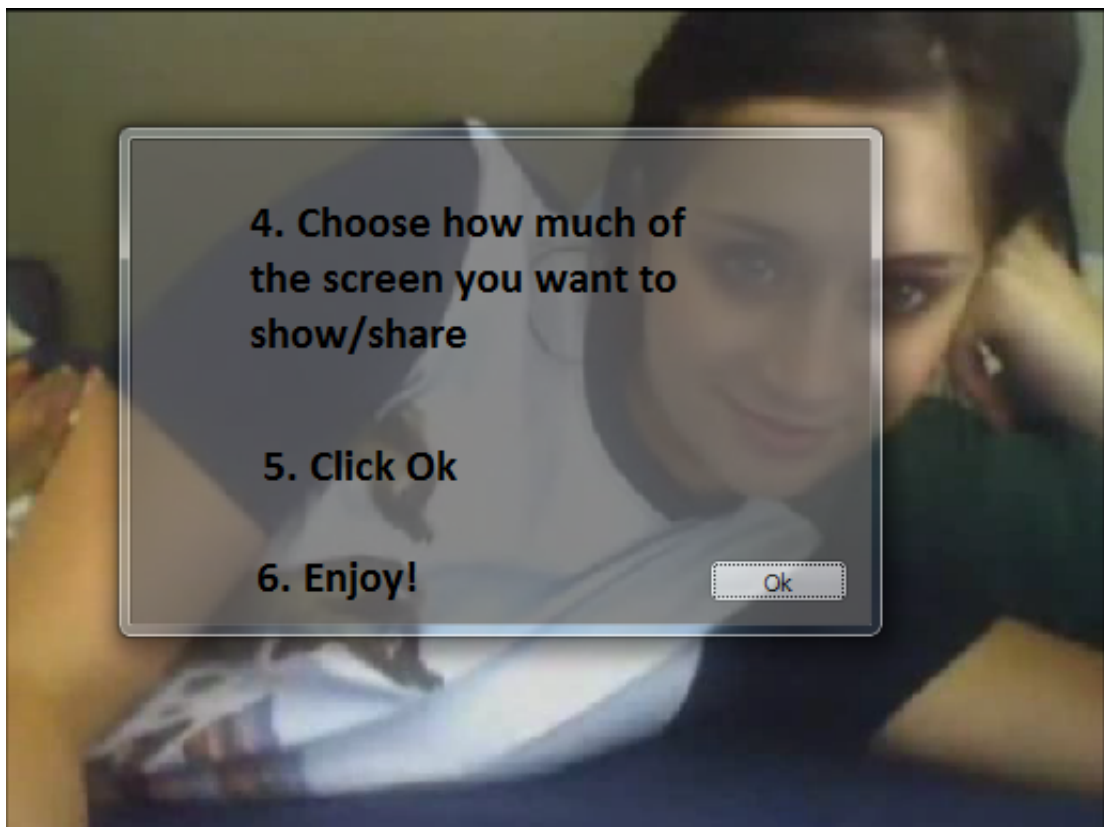 4. Choose how much of
the screen you want to
show/share
5. Click Ok
6. Enjoy!
Ok